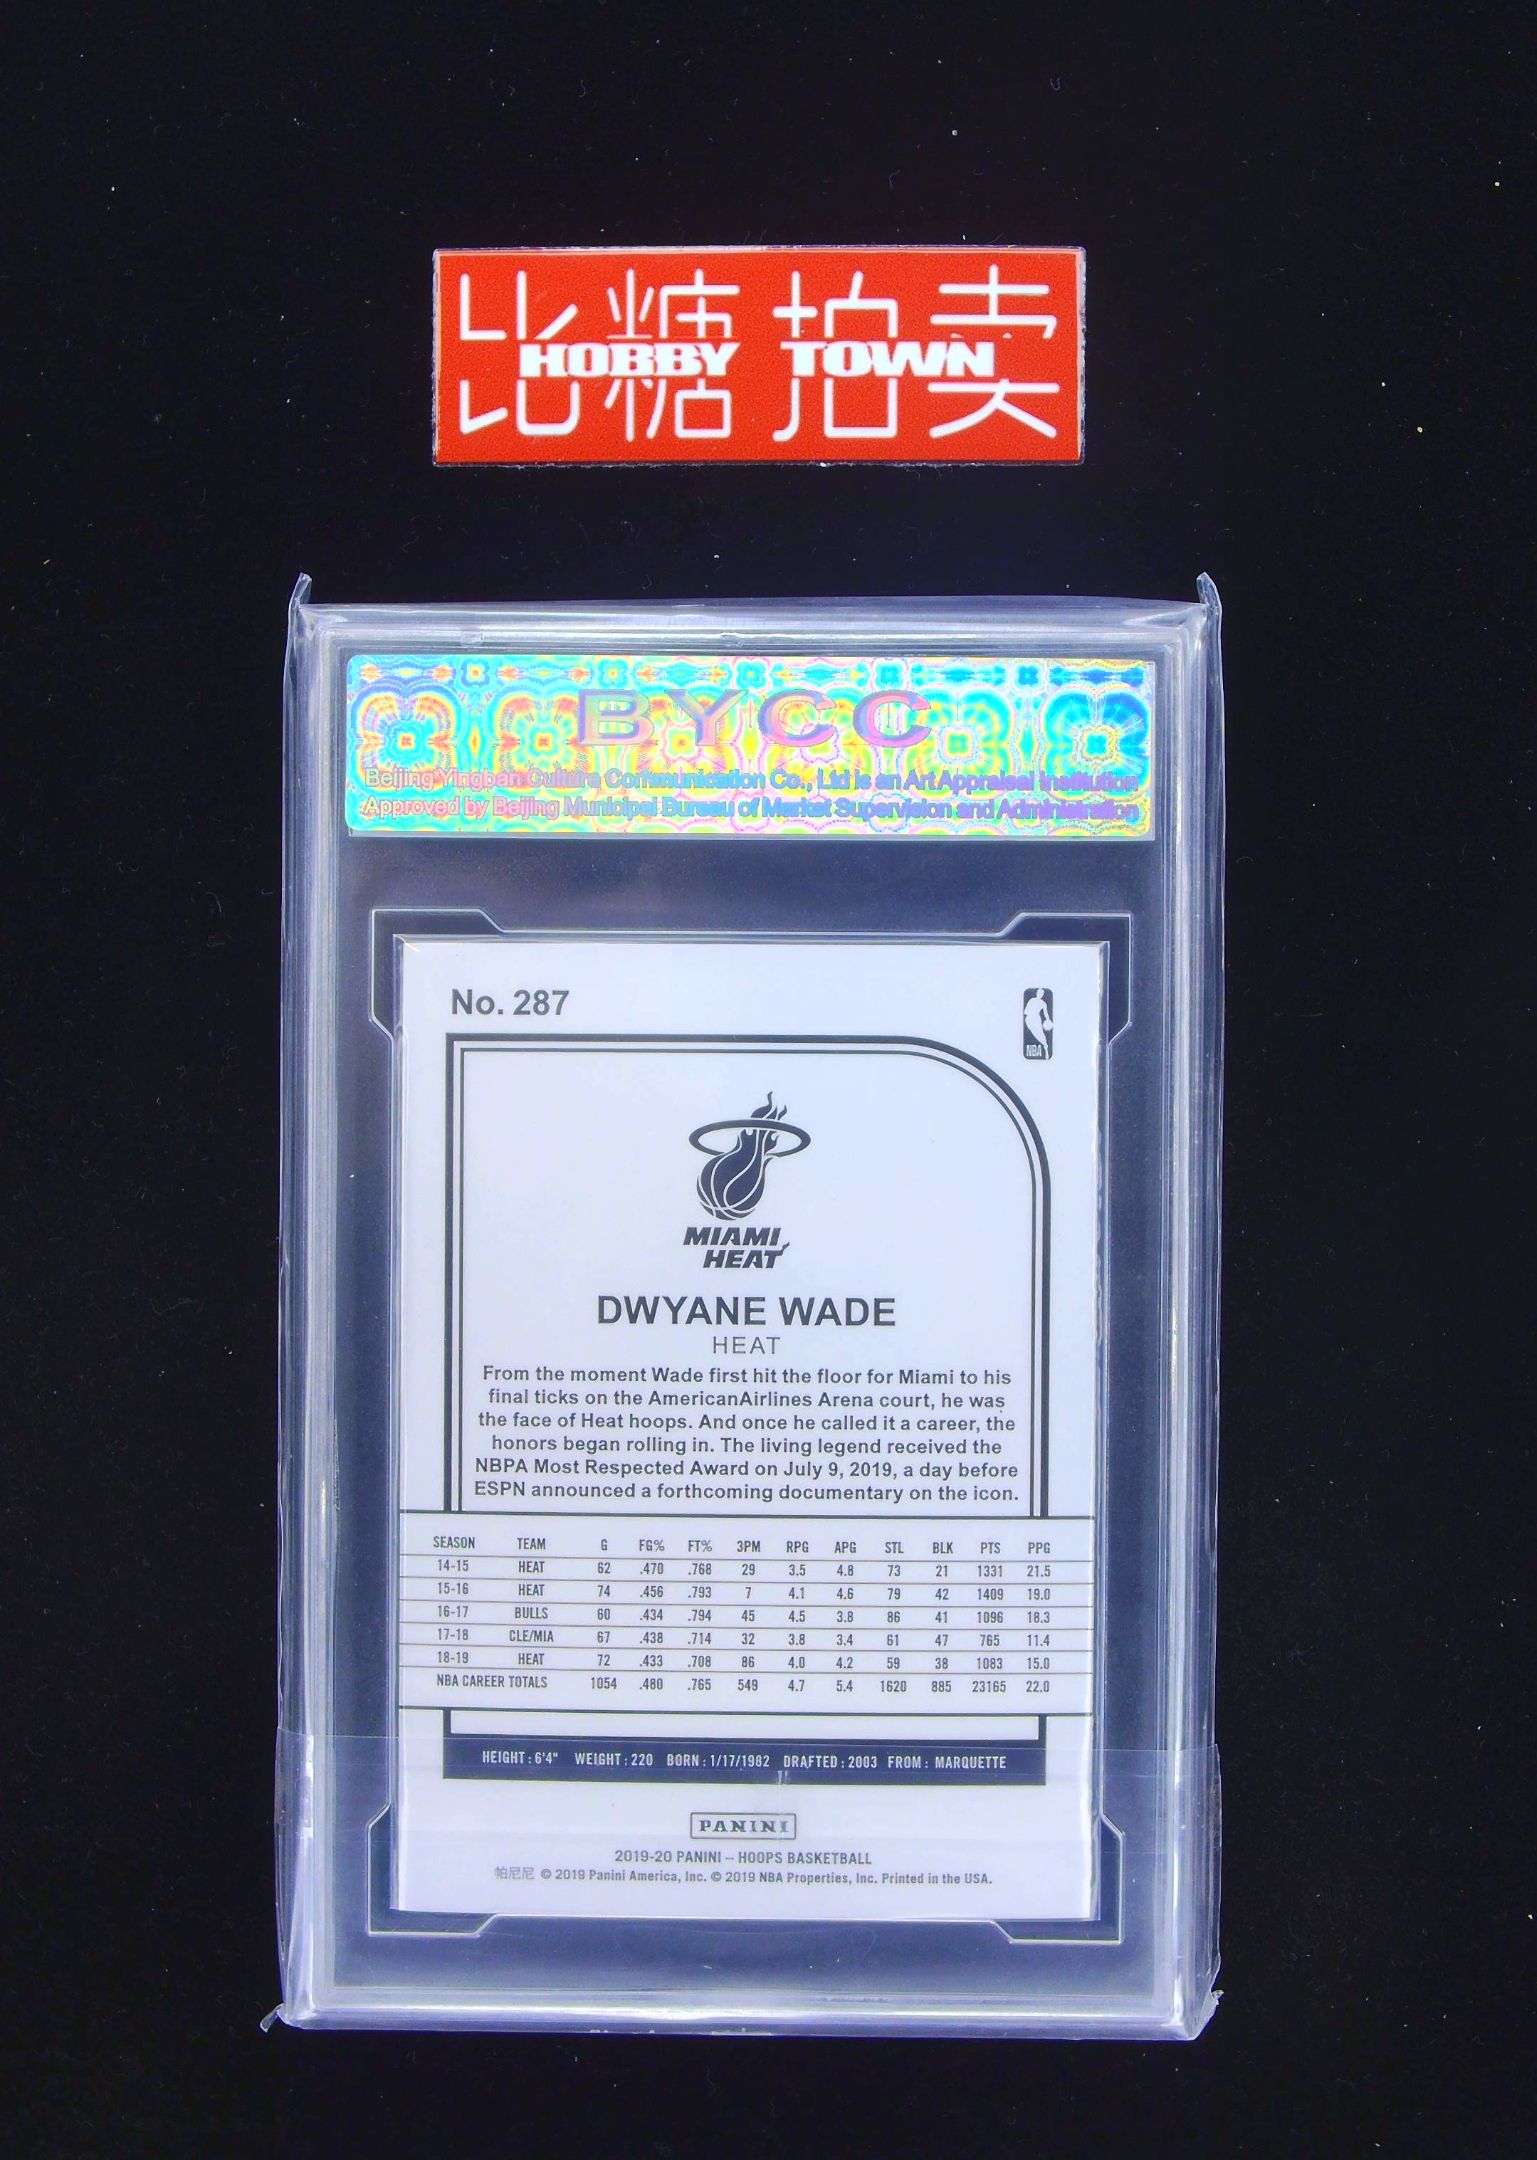 比糖拍卖
HOBBY TOWN
BYCC
Beijing Yingban Culture Communication Co., Ltd is an Art Appraisal Institution
Approved by Beijing Municipal Bureau of Market Supervision and Administration
No. 287
NBA
MIAMI
HEAT
DWYANE WADE
HEAT
From the moment Wade first hit the floor for Miami to his
final ticks on the AmericanAirlines Arena court, he was
the face of Heat hoops. And once he called it a career, the
honors began rolling in. The living legend received the
NBPA Most Respected Award on July 9, 2019, a day before
ESPN announced a forthcoming documentary on the icon.
SEASON TEAM G FG% FT% 3PM RPG APG STL BLK PTS PPG
14-15 HEAT 62 .470 .768 29 3.5 4.8 73 21 1331 21.5
15-16 HEAT 74 .456 .793 7 4.1 4.6 79 42 1409 19.0
16-17 BULLS 60 .434 .794 45 4.5 3.8 86 41 1096 18.3
17-18 CLE/MIA 67 .438 .714 32 3.8 3.4 61 47 765 11.4
18-19 HEAT 72 .433 .708 86 4.0 4.2 59 38 1083 15.0
NBA CAREER TOTALS 1054 .480 .765 549 4.7 5.4 1620 885 23165 22.0
HEIGHT : 6'4" WEIGHT : 220 BORN : 1/17/1982 DRAFTED : 2003 FROM : MARQUETTE
PANINI
2019-20 PANINI – HOOPS BASKETBALL
帕尼尼 © 2019 Panini America, Inc. © 2019 NBA Properties, Inc. Printed in the USA.